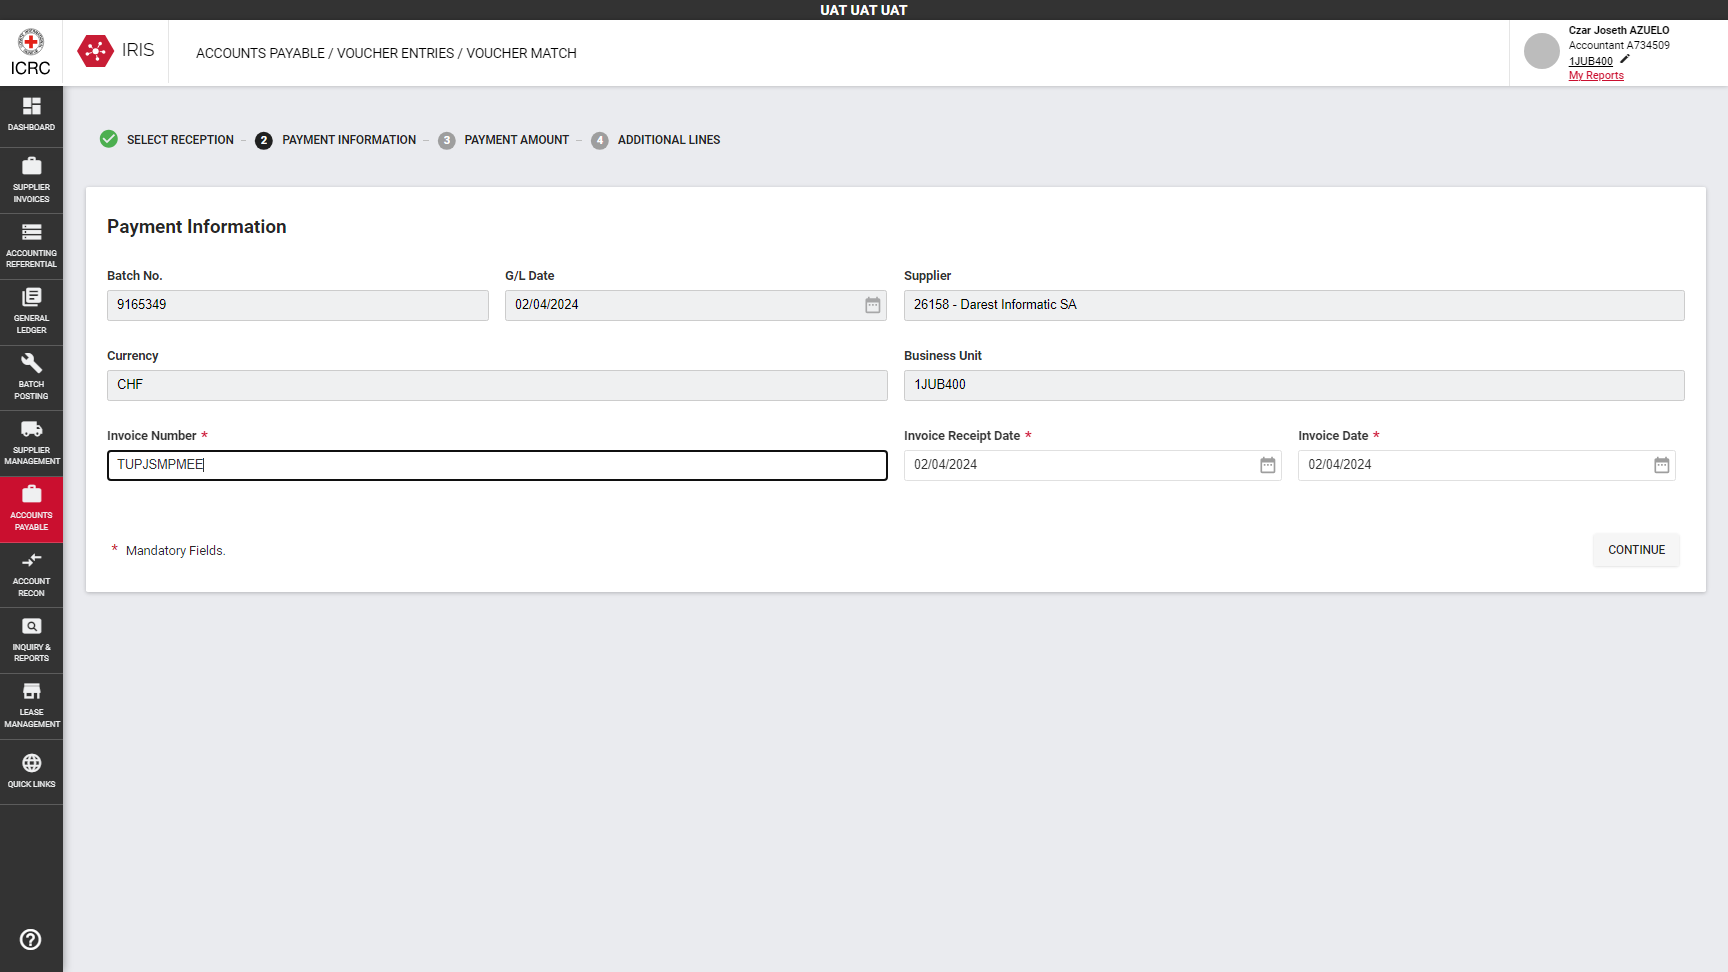 UAT UAT UAT
ICRC
IRIS
ACCOUNTS PAYABLE / VOUCHER ENTRIES / VOUCHER MATCH
Czar Joseth AZUELO
Accountant A734509
1JUB400
My Reports
DASHBOARD
SUPPLIER
INVOICES
ACCOUNTING
REFERENTIAL
GENERAL
LEDGER
BATCH
POSTING
SUPPLIER
MANAGEMENT
ACCOUNTS
PAYABLE
ACCOUNT
RECON
INQUIRY &
REPORTS
LEASE
MANAGEMENT
QUICK LINKS
SELECT RECEPTION – 2 PAYMENT INFORMATION – 3 PAYMENT AMOUNT – 4 ADDITIONAL LINES
Payment Information
Batch No. G/L Date Supplier
9165349 02/04/2024 26158 - Darest Informatic SA
Currency Business Unit
CHF 1JUB400
Invoice Number * Invoice Receipt Date * Invoice Date *
TUPJSMPMEE 02/04/2024 02/04/2024
* Mandatory Fields.
CONTINUE